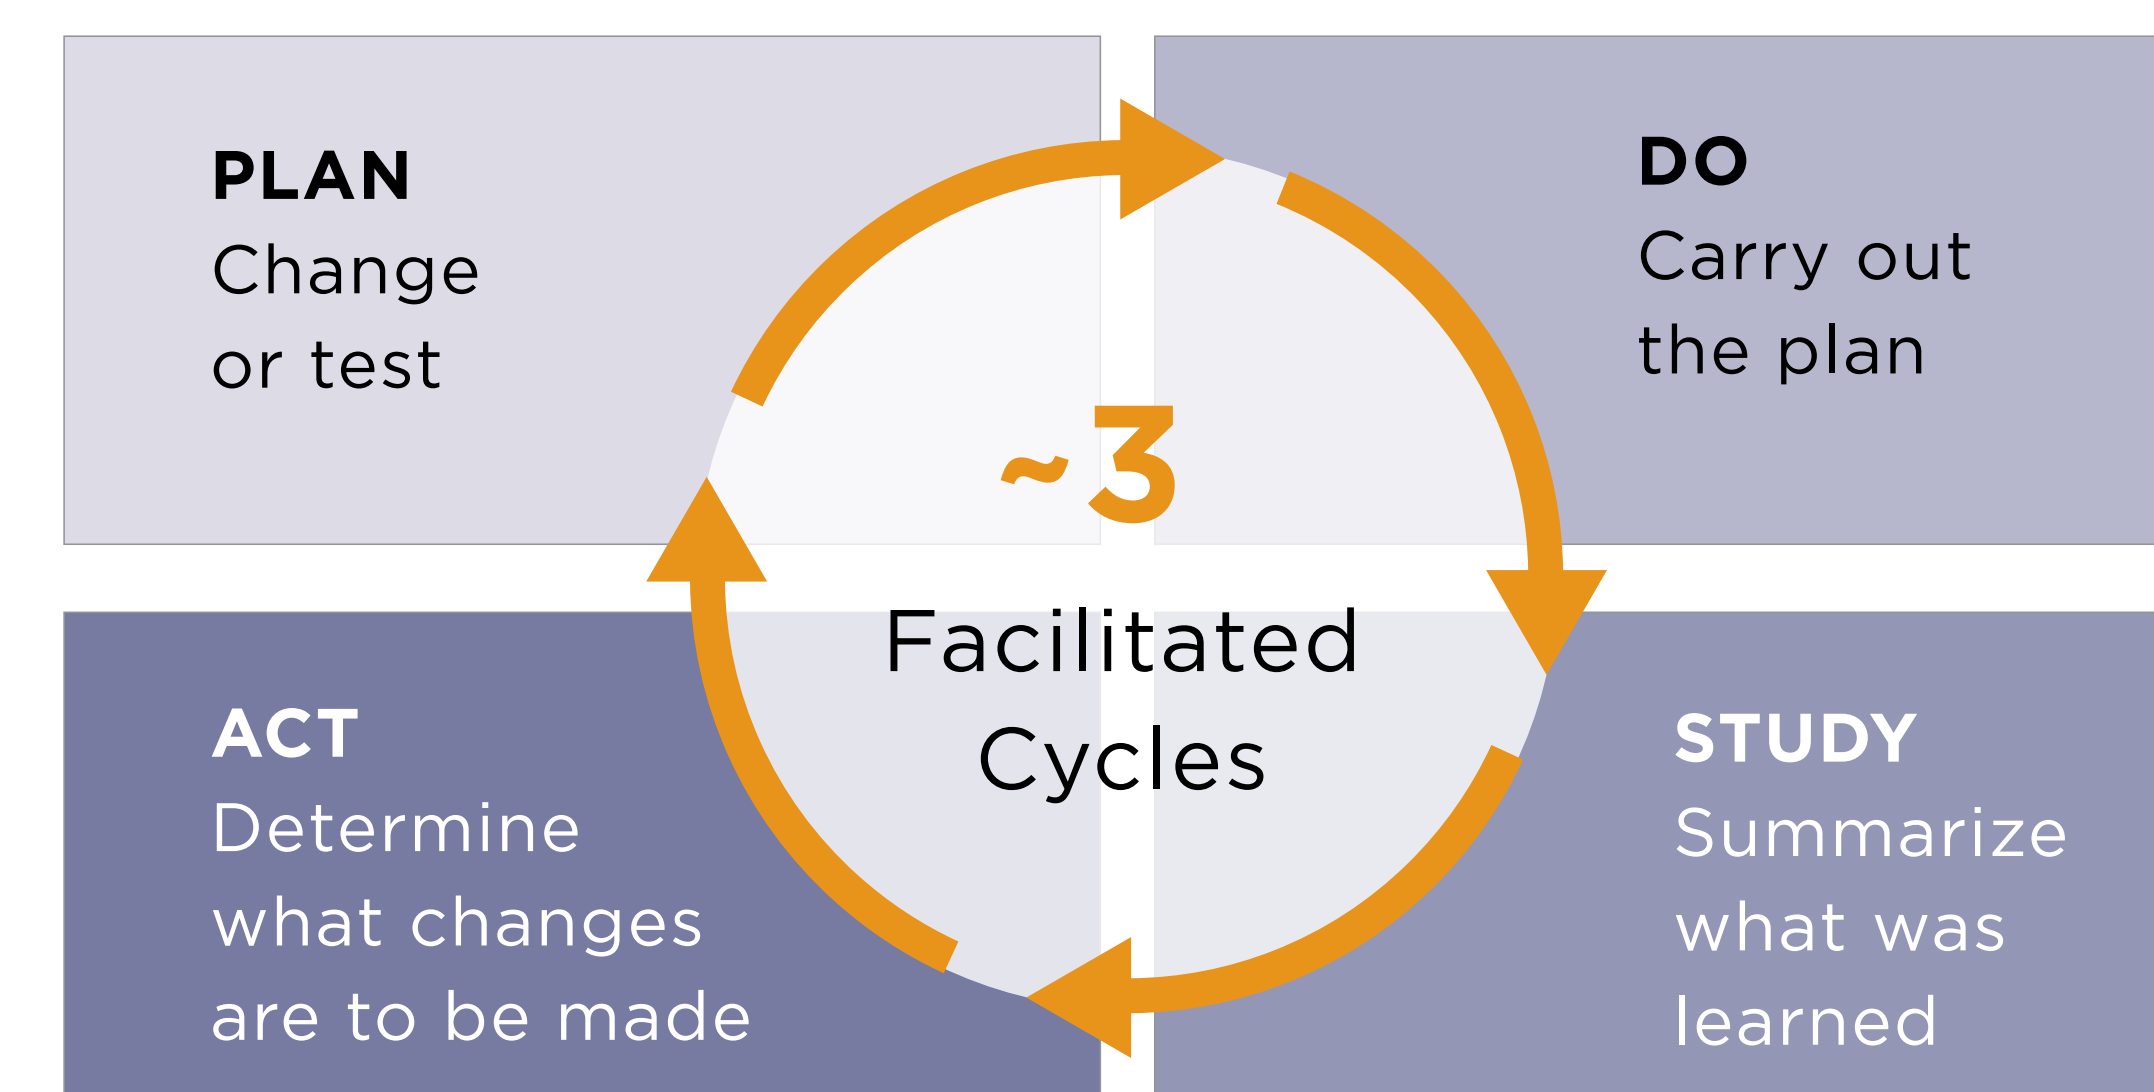 PLAN
Change
or test
DO
Carry out
the plan
~3
Facilitated
Cycles
ACT
Determine
what changes
are to be made
STUDY
Summarize
what was
learned